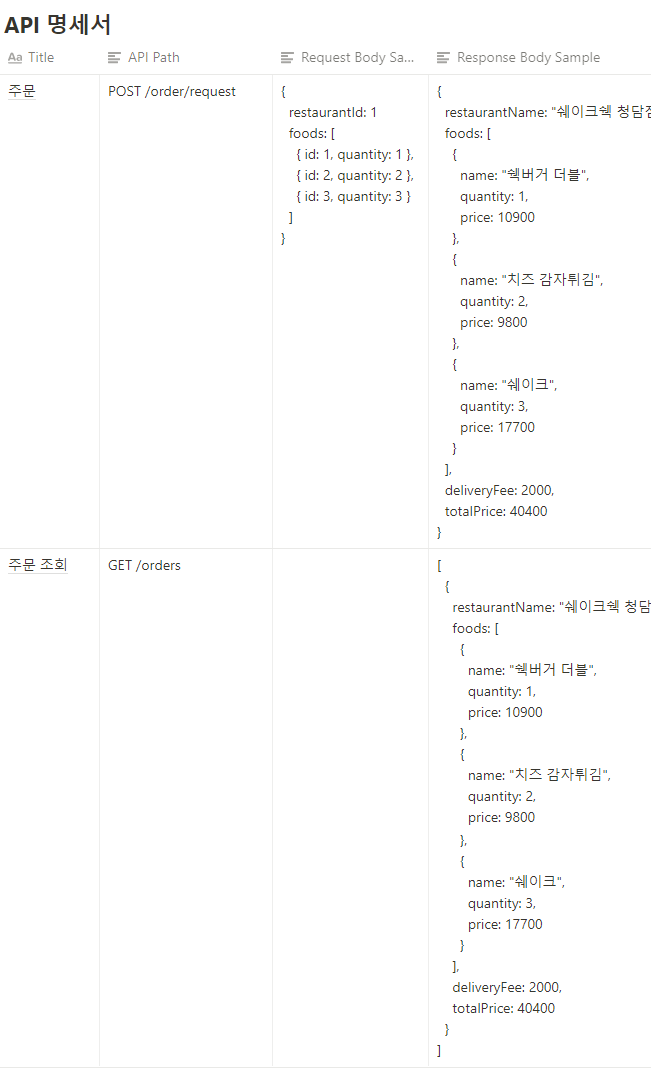 API 명세서
Aa Title
API Path
Request Body Sa...
Response Body Sample
주문
POST /order/request
{
restaurantId: 1
foods: [
{ id: 1, quantity: 1 },
{ id: 2, quantity: 2 },
{ id: 3, quantity: 3 }
]
}
{
restaurantName: "쉐이크쉑 청담
foods: [
{
name: "쉑버거 더블",
quantity: 1,
price: 10900
},
{
name: "치즈 감자튀김",
quantity: 2,
price: 9800
},
{
name: "쉐이크",
quantity: 3,
price: 17700
}
],
deliveryFee: 2000,
totalPrice: 40400
}
주문 조회
GET /orders
[
{
restaurantName: "쉐이크쉑 청담
foods: [
{
name: "쉑버거 더블",
quantity: 1,
price: 10900
},
{
name: "치즈 감자튀김",
quantity: 2,
price: 9800
},
{
name: "쉐이크",
quantity: 3,
price: 17700
}
],
deliveryFee: 2000,
totalPrice: 40400
}
]